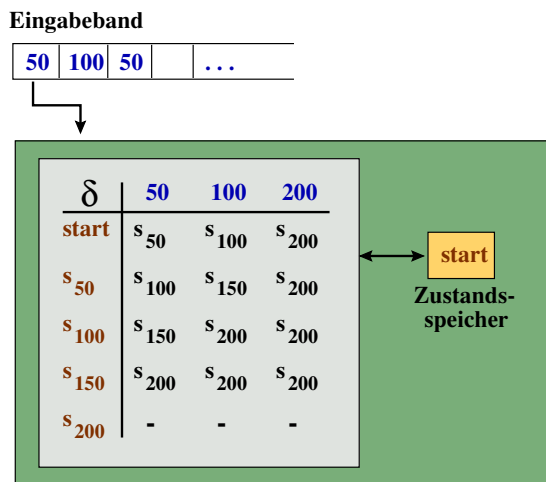 Eingabeband
50 100 50 ...
δ 50 100 200
start s50 s100 s200
s50 s100 s150 s200
s100 s150 s200 s200
s150 s200 s200 s200
s200 - - -
start
Zustands-
speicher